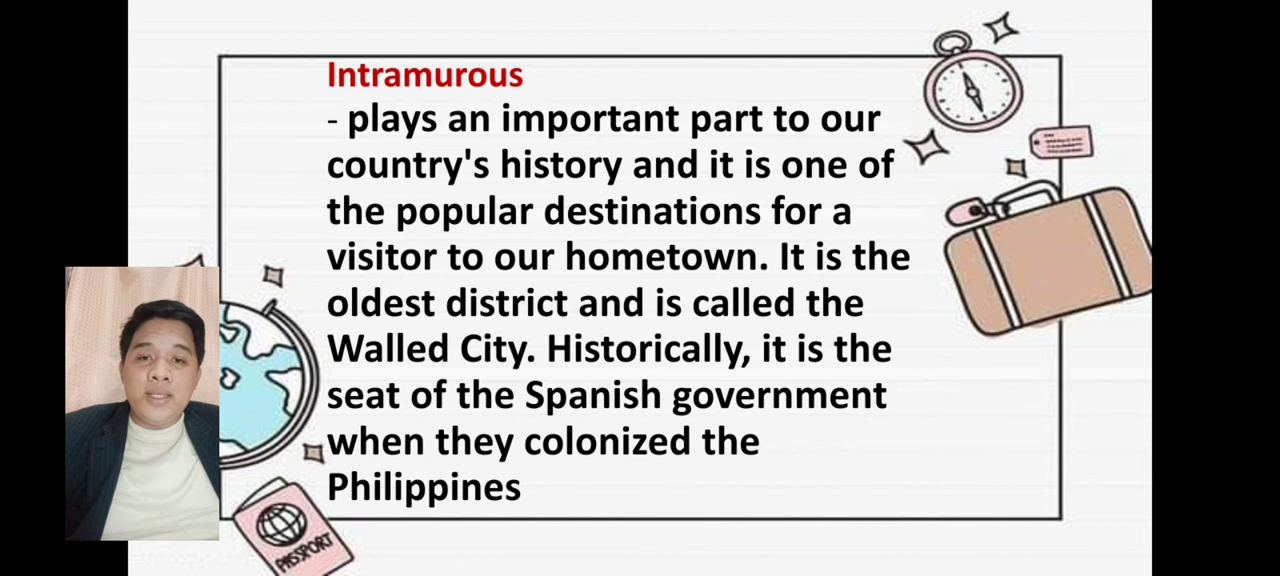 Intramurous
- plays an important part to our
country's history and it is one of
the popular destinations for a
visitor to our hometown. It is the
oldest district and is called the
Walled City. Historically, it is the
seat of the Spanish government
when they colonized the
Philippines
PASSPORT